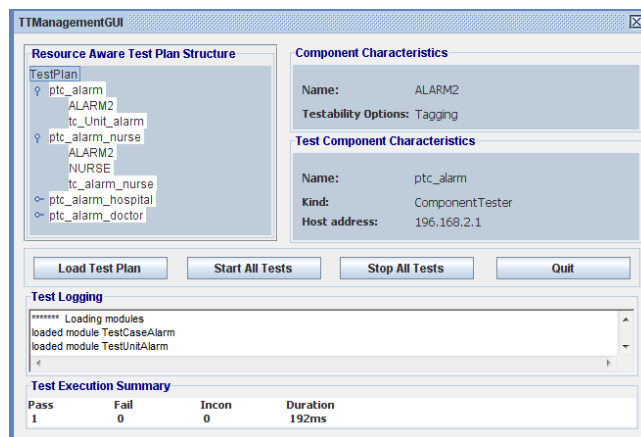 TTManagementGUI
Resource Aware Test Plan Structure
TestPlan
ptc_alarm
ALARM2
tc_Unit_alarm
ptc_alarm_nurse
ALARM2
NURSE
tc_alarm_nurse
ptc_alarm_hospital
ptc_alarm_doctor
Component Characteristics
Name: ALARM2
Testability Options: Tagging
Test Component Characteristics
Name: ptc_alarm
Kind: ComponentTester
Host address: 196.168.2.1
Load Test Plan Start All Tests Stop All Tests Quit
Test Logging
******* Loading modules
loaded module TestCaseAlarm
loaded module TestUnitAlarm
Test Execution Summary
Pass Fail Incon Duration
1 0 0 192ms